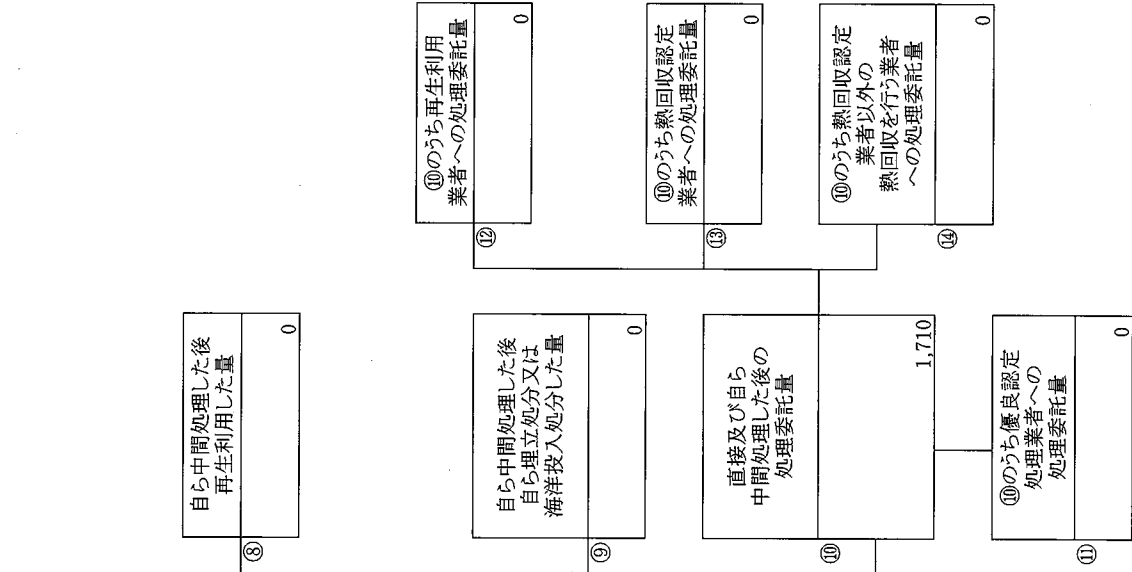 ⑧
自ら中間処理した後
再生利用した量
0
⑨
自ら中間処理した後
自ら埋立処分又は
海洋投入処分した量
0
⑩
直接及び自ら
中間処理した後の
処理委託量
1,710
⑪
⑩のうち優良認定
処理業者への
処理委託量
0
⑫
⑩のうち再生利用
業者への処理委託量
0
⑬
⑩のうち熱回収認定
業者への処理委託量
0
⑭
⑩のうち熱回収認定
業者以外の
熱回収を行う業者
への処理委託量
0